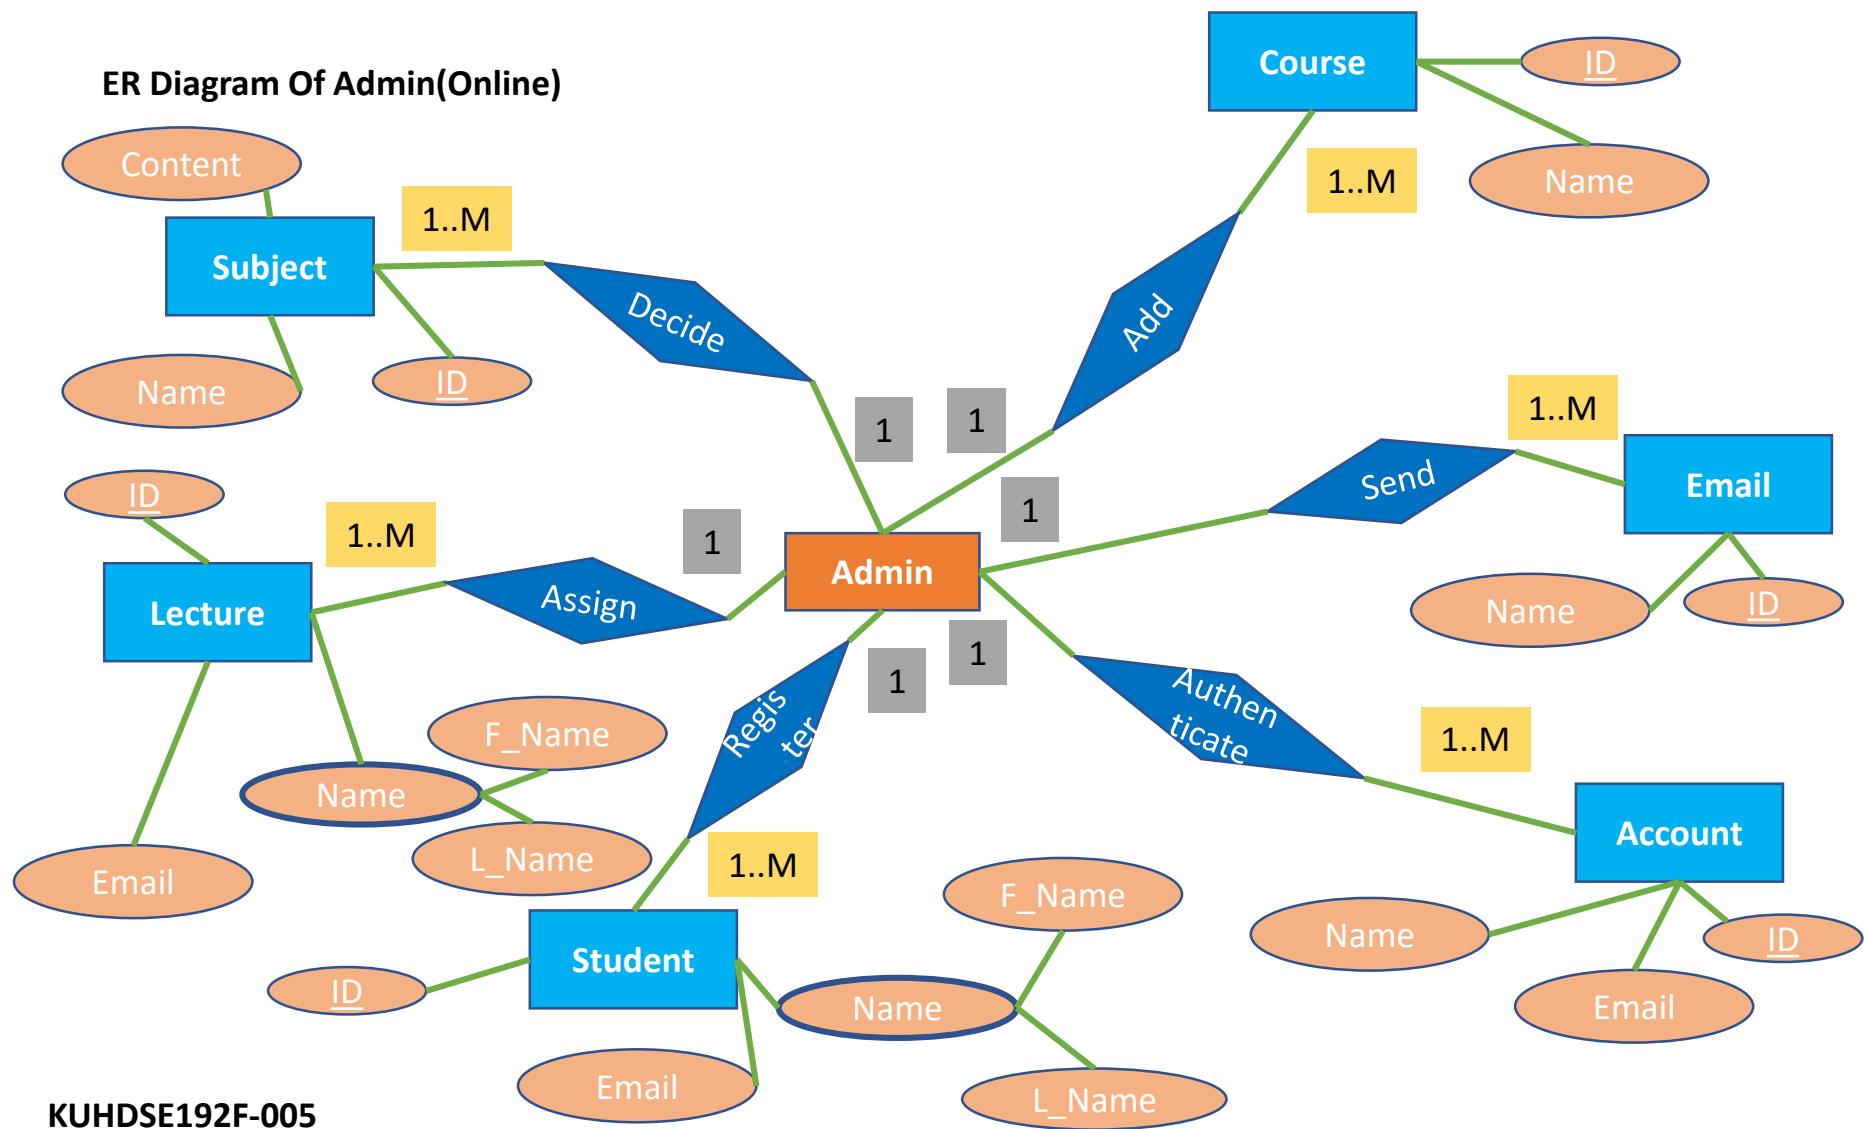 ER Diagram Of Admin(Online)
Course
ID
Name
1..M
Add
1
Content
Subject
1..M
Name
ID
Decide
1
Send
1..M
1
Email
Name
ID
ID
Lecture
1..M
Assign
1
Admin
F_Name
Name
L_Name
Email
Regis
ter
1
1..M
1
Authen
ticate
1..M
Account
Name
Email
ID
Student
ID
Email
Name
F_Name
L_Name
KUHDSE192F-005